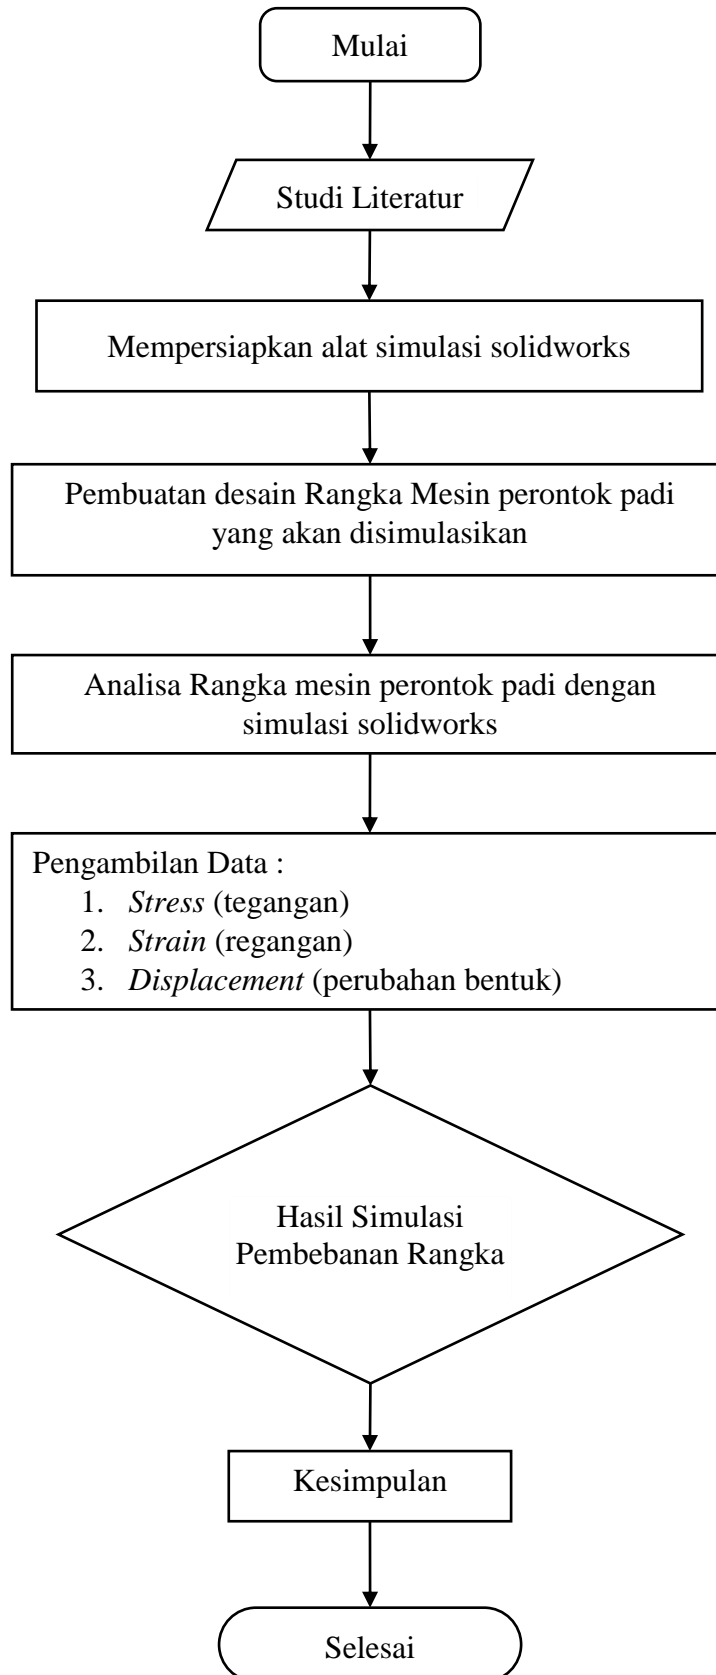 Mulai
Studi Literatur
Mempersiapkan alat simulasi solidworks
Pembuatan desain Rangka Mesin perontok padi
yang akan disimulasikan
Analisa Rangka mesin perontok padi dengan
simulasi solidworks
Pengambilan Data :
1. Stress (tegangan)
2. Strain (regangan)
3. Displacement (perubahan bentuk)
Hasil Simulasi
Pembebanan Rangka
Kesimpulan
Selesai